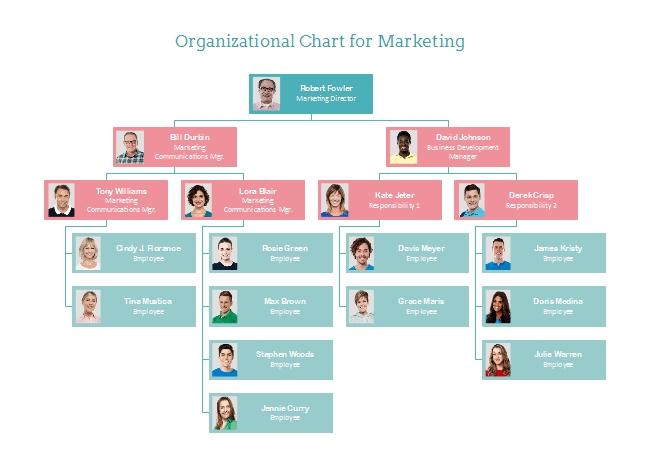 Organizational Chart for Marketing
Robert Fowler
Marketing Director
Bill Durbin
Marketing
Communications Mgr.
David Johnson
Business Development
Manager
Tony Williams
Marketing
Communications Mgr.
Lora Blair
Marketing
Communications Mgr.
Kate Jeter
Responsibility 1
Derek Crisp
Responsibility 2
Cindy J. Florance
Employee
Rosie Green
Employee
Davis Meyer
Employee
James Kristy
Employee
Tina Mustica
Employee
Max Brown
Employee
Grace Maris
Employee
Doris Medina
Employee
Stephen Woods
Employee
Julie Warren
Employee
Jennie Curry
Employee